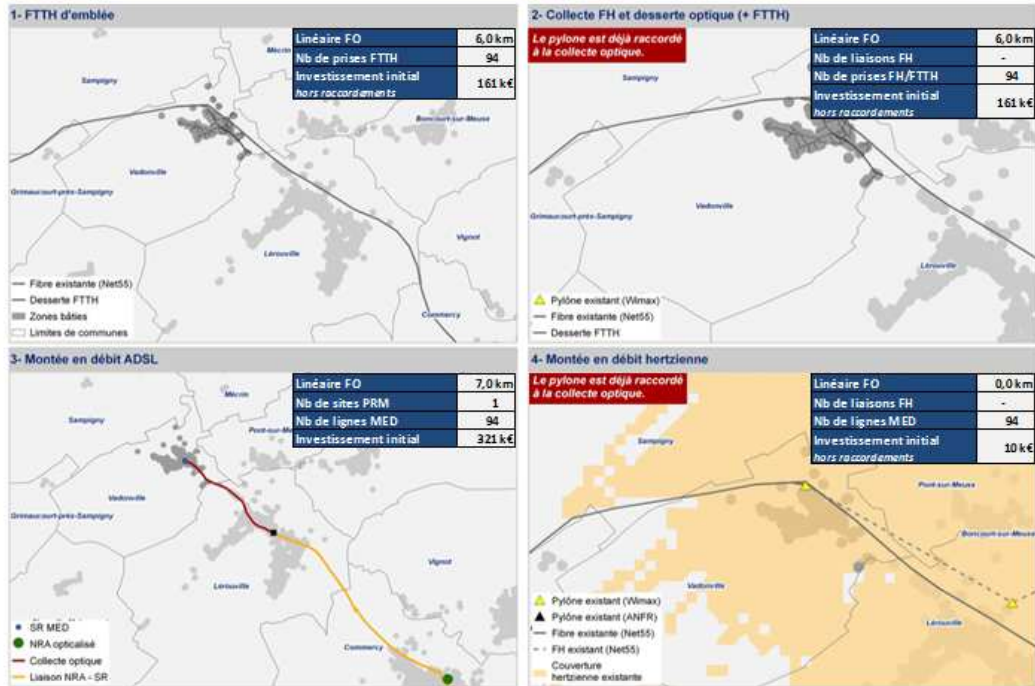 1- FTTH d'emblée
Linéaire FO 6,0 km
Nb de prises FTTH 94
Investissement initial
hors raccordements 161 k€
Mécrin
Sampigny
Boncourt-sur-Meuse
Vadonville
Grimaucourt-près-Sampigny
Vignot
Lérouville
Commercy
Fibre existante (Net55)
Desserte FTTH
Zones bâties
Limites de communes
2- Collecte FH et desserte optique (+ FTTH)
Le pylone est déjà raccordé
à la collecte optique.
Linéaire FO 6,0 km
Nb de liaisons FH -
Nb de prises FH/FTTH 94
Investissement initial
hors raccordements 161 k€
Sampigny
Grimaucourt-près-Sampigny
Vadonville
Lérouville
Pylône existant (Wimax)
Fibre existante (Net55)
Desserte FTTH
3- Montée en débit ADSL
Linéaire FO 7,0 km
Nb de sites PRM 1
Nb de lignes MED 94
Investissement initial 321 k€
Mécrin
Sampigny
Vadonville
Grimaucourt-près-Sampigny
Vignot
Lérouville
Commercy
SR MED
NRA opticalisé
Collecte optique
Liaison NRA - SR
4- Montée en débit hertzienne
Le pylone est déjà raccordé
à la collecte optique.
Linéaire FO 0,0 km
Nb de liaisons FH -
Nb de lignes MED 94
Investissement initial
hors raccordements 10 k€
Sampigny
Pont-sur-Meuse
Boncourt-sur-Meuse
Vadonville
Lérouville
Pylône existant (Wimax)
Pylône existant (ANFR)
Fibre existante (Net55)
FH existant (Net55)
Couverture
hertzienne existante